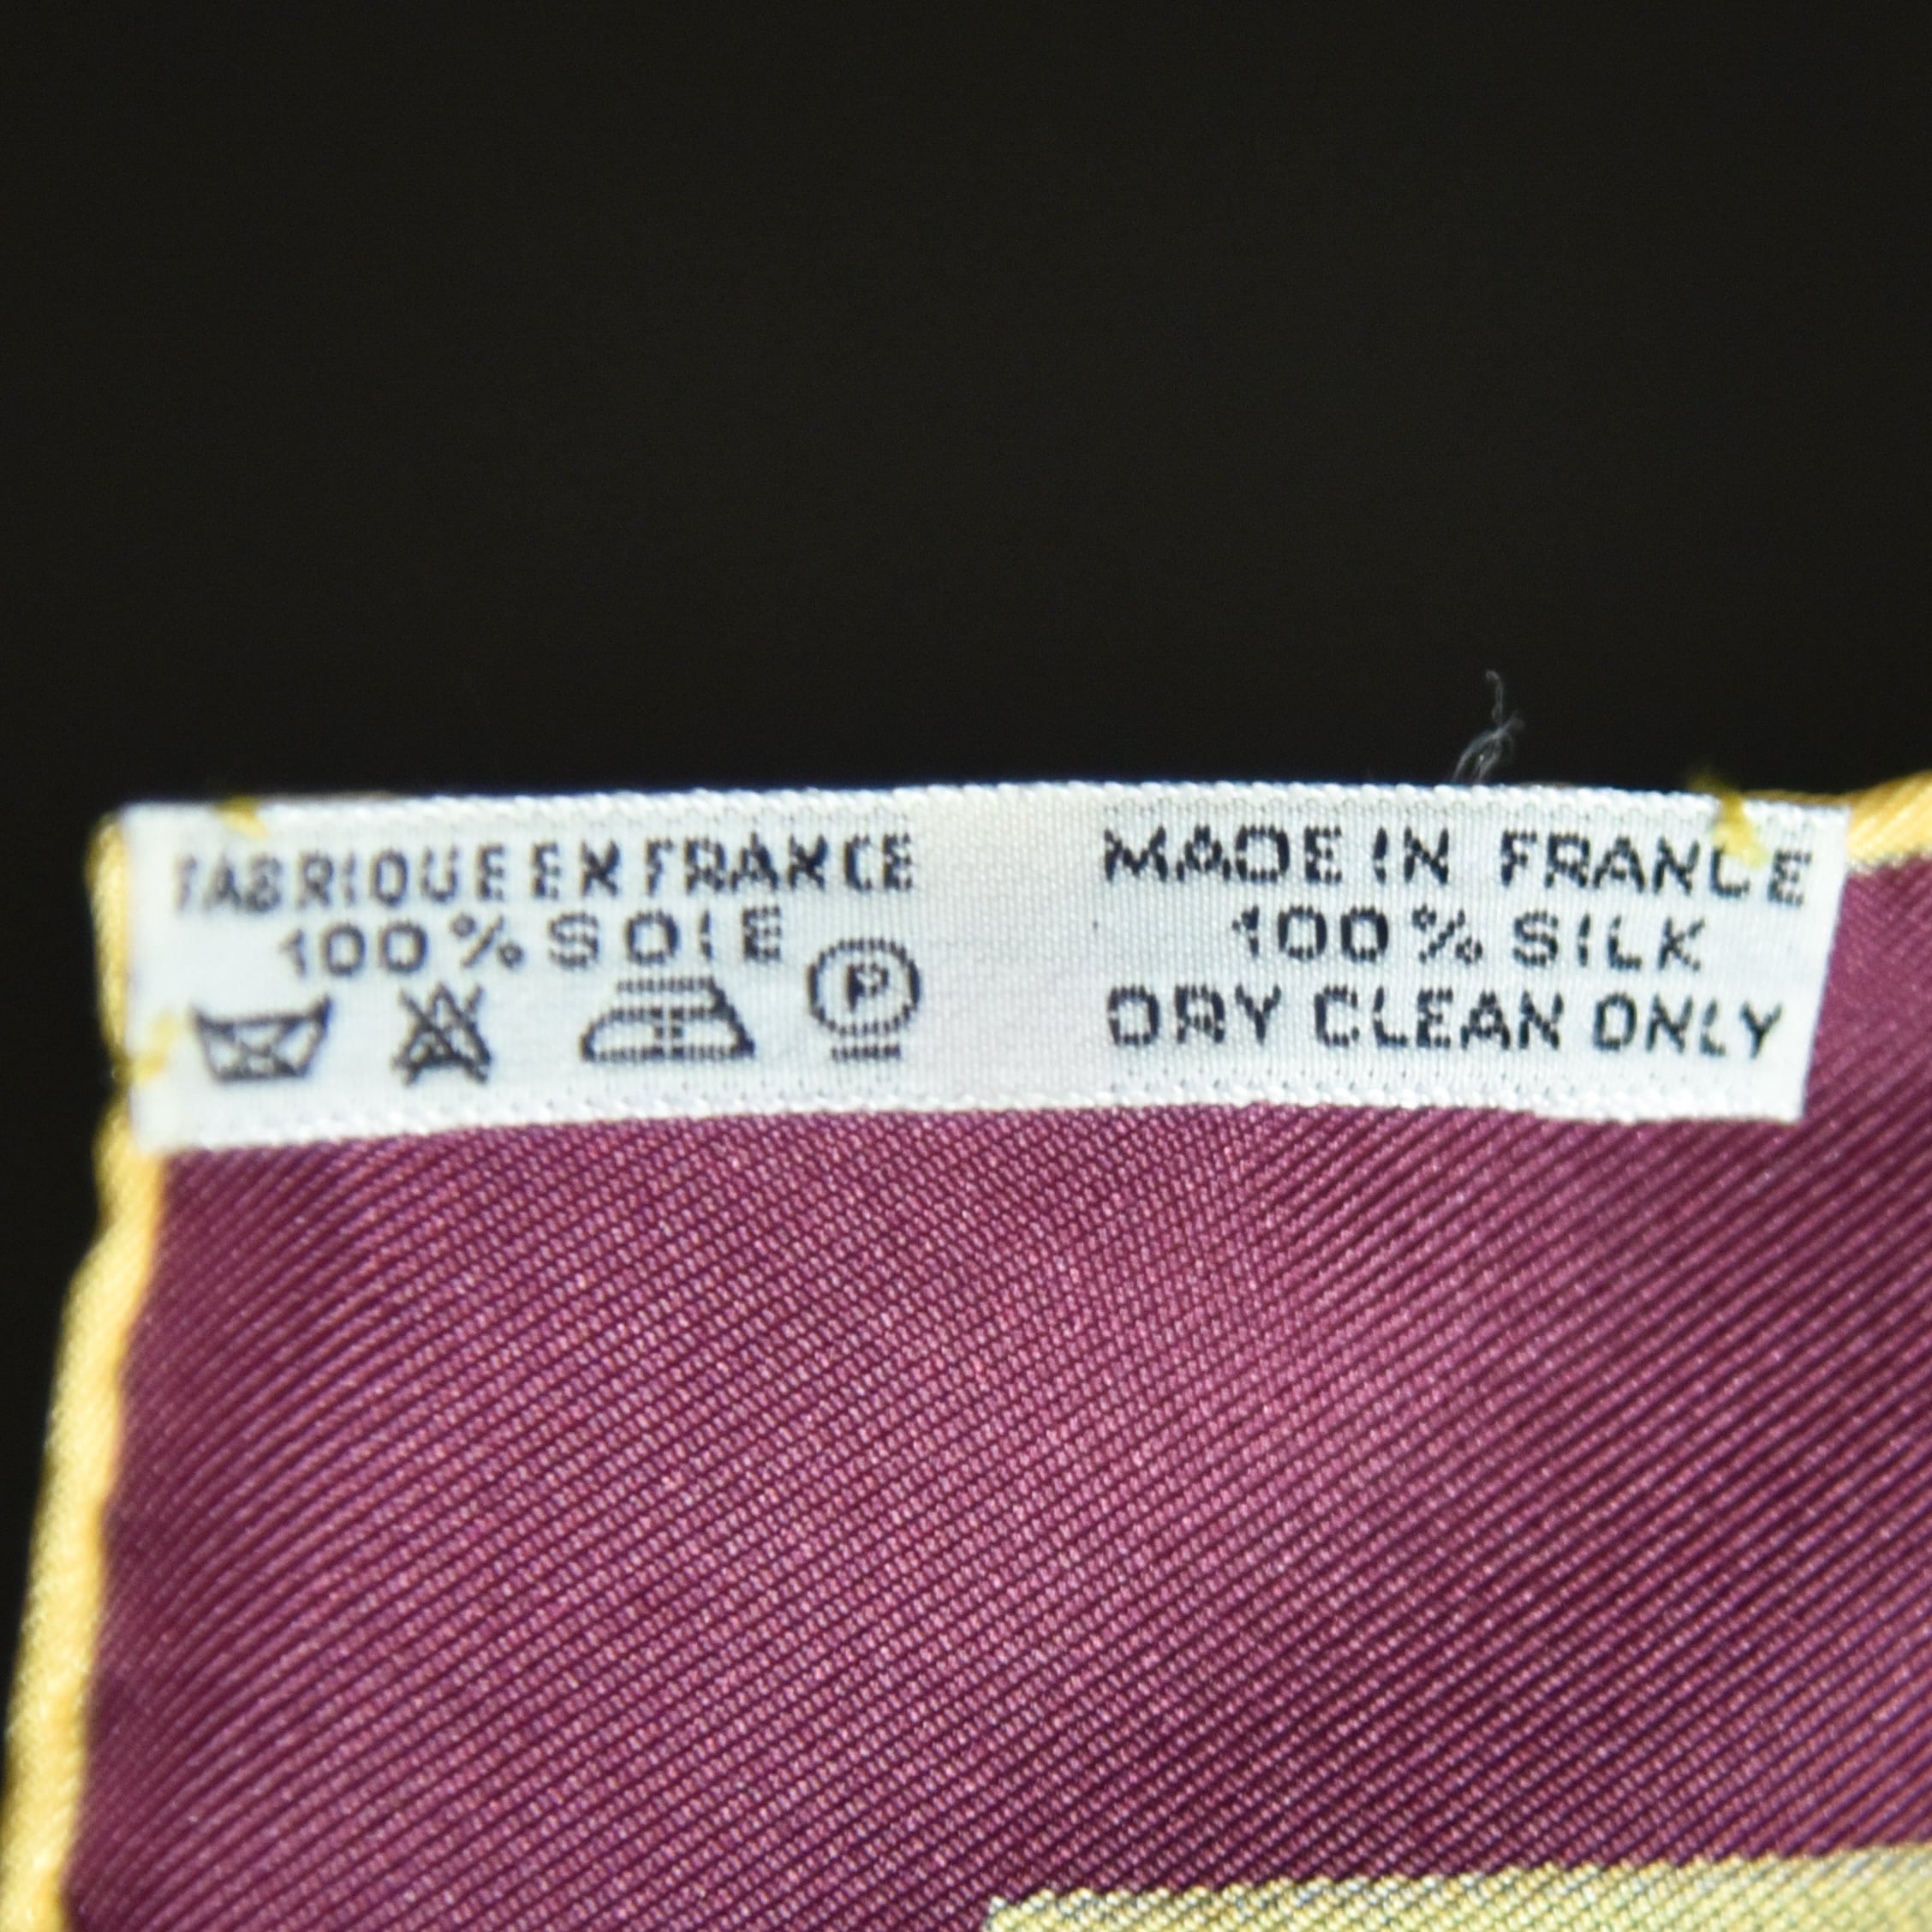 FABRIQUE EN FRANCE
100% SOIE
P
MADE IN FRANCE
100% SILK
DRY CLEAN ONLY